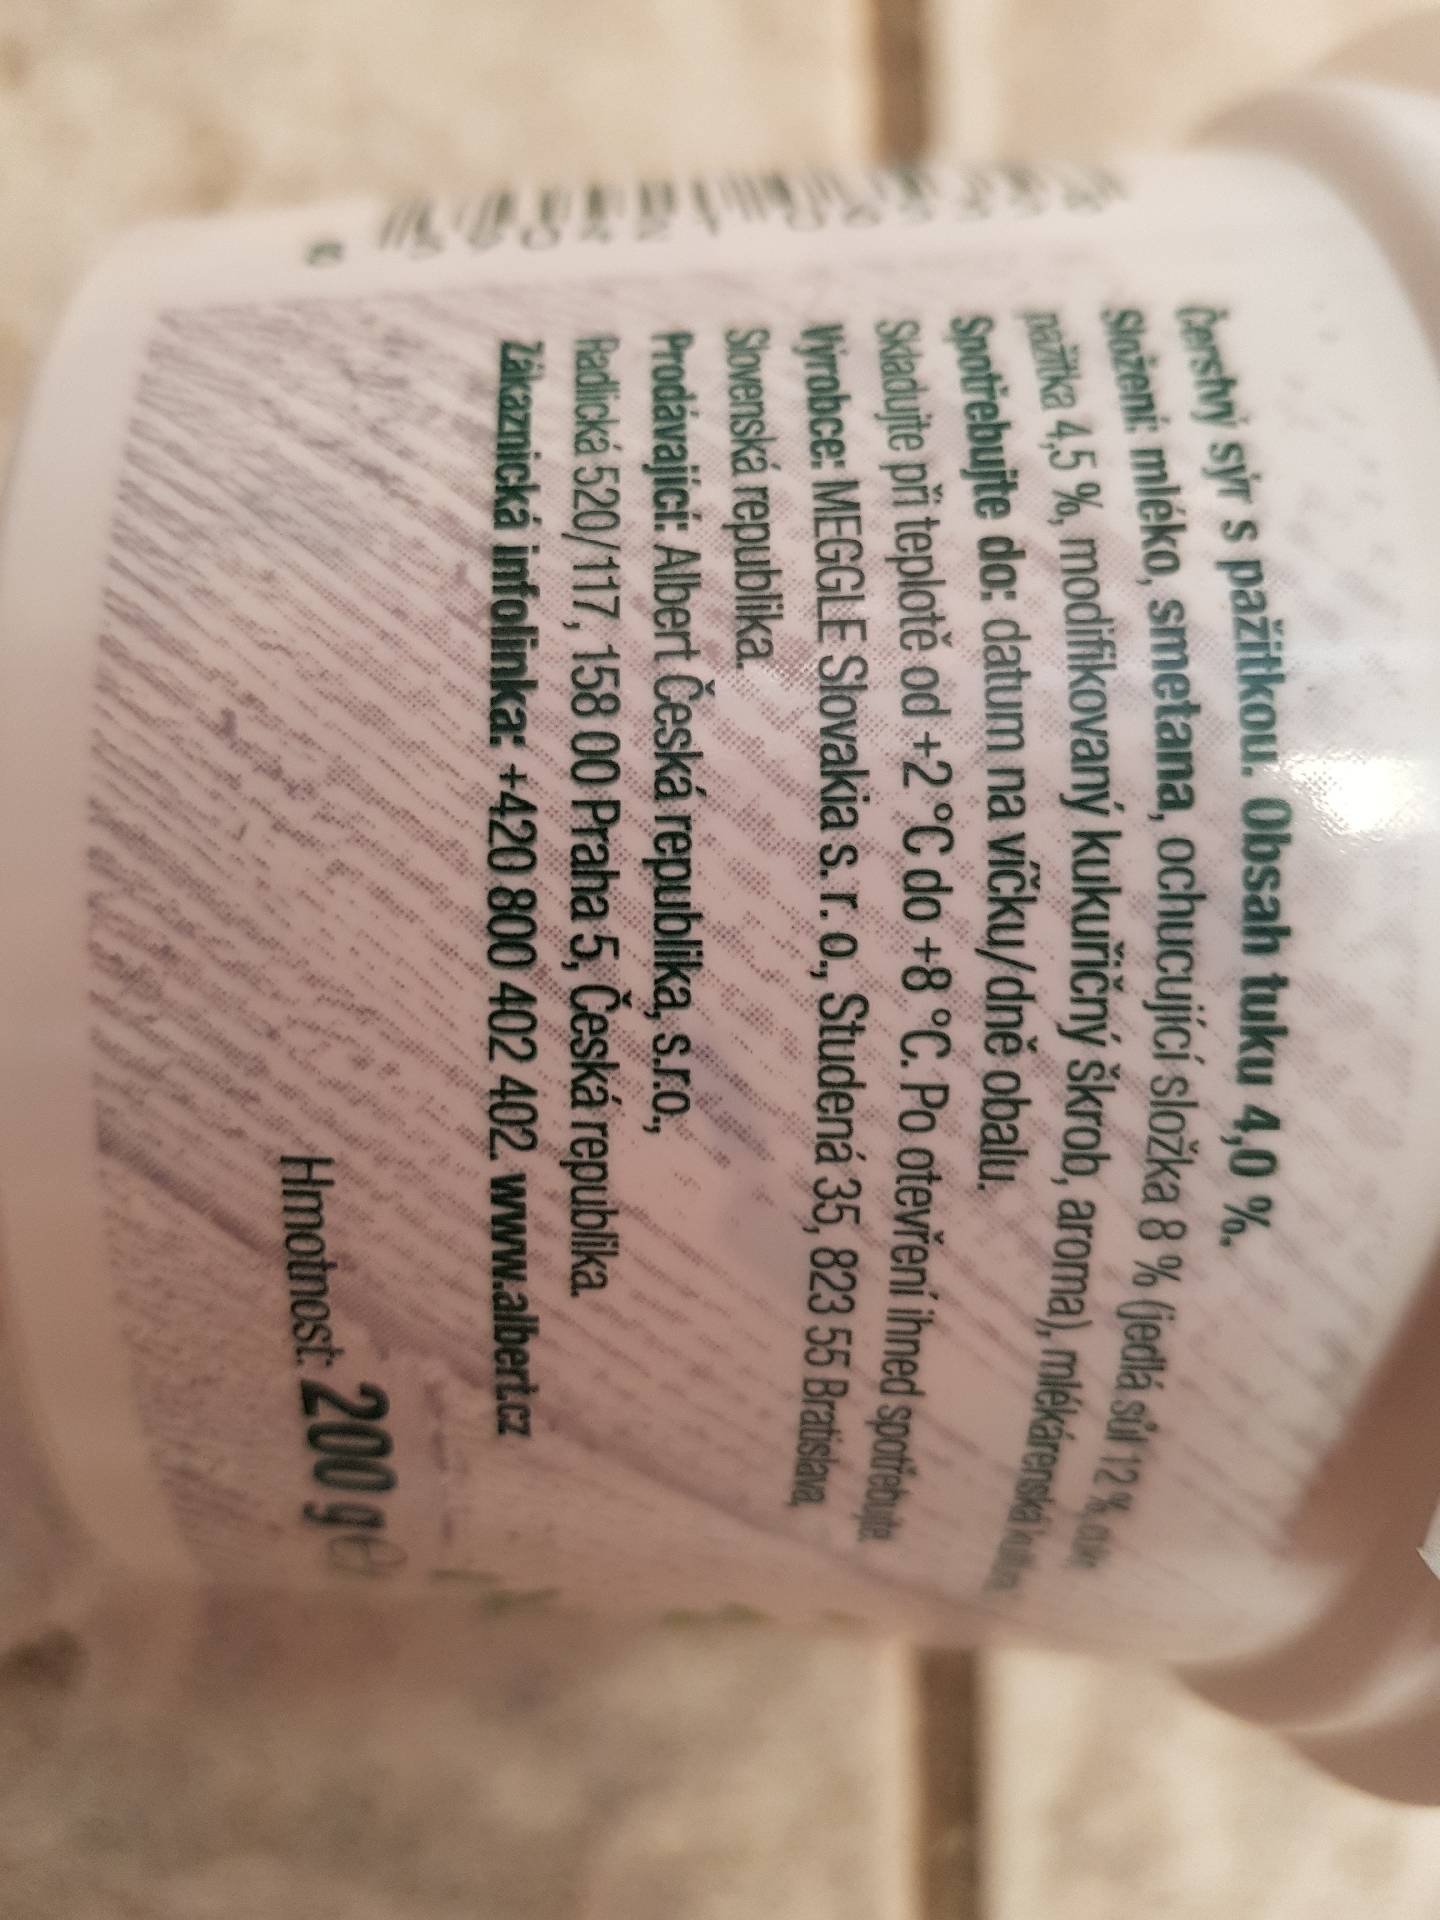 Čerstvý sýr s pažitkou. Obsah tuku 4,0 %.
Složení: mléko, smetana, ochucující složka 8 % (jedlá sůl 12 %, cukr,
pažitka 4,5 %, modifikovaný kukuřičný škrob, aroma), mlékárenská kultura.
Spotřebujte do: datum na víčku/dně obalu.
Skladujte při teplotě od +2 °C do +8 °C. Po otevření ihned spotřebujte.
Výrobce: MEGGLE Slovakia s. r. o., Studená 35, 823 55 Bratislava,
Slovenská republika.
Prodávající: Albert Česká republika, s.r.o.,
Radlická 520/117, 158 00 Praha 5, Česká republika.
Zákaznická infolinka: +420 800 402 402. www.albert.cz
Hmotnost: 200 g e